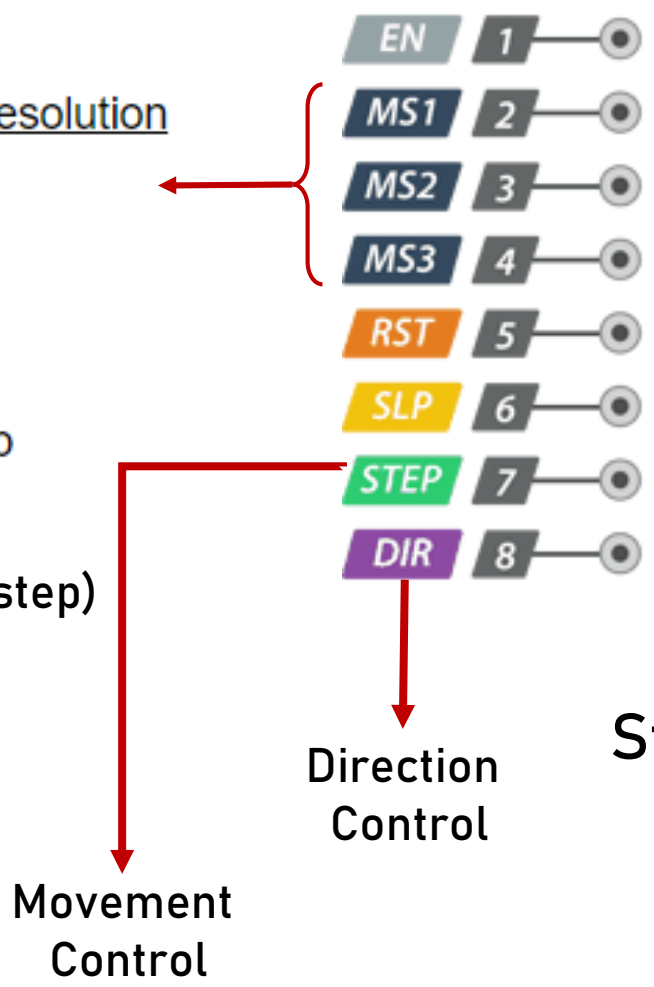 EN 1
esolution
MS1 2
MS2 3
MS3 4
RST 5
SLP 6
STEP 7
step)
DIR 8
Direction
Control
Movement
Control